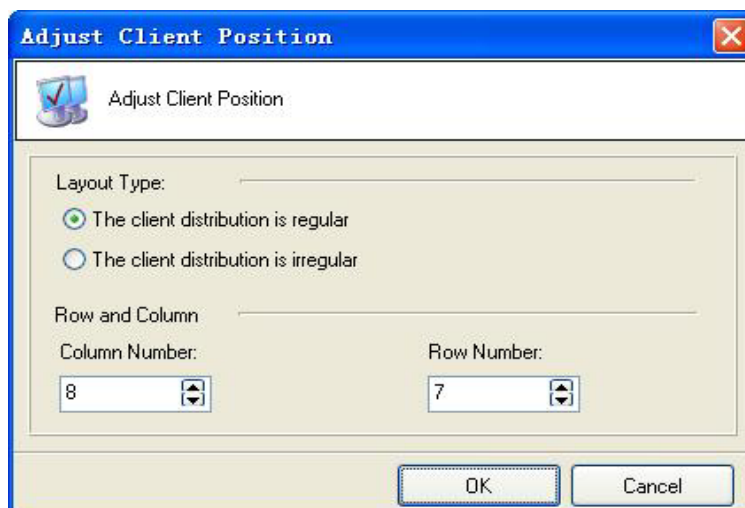 Adjust Client Position
Adjust Client Position
Layout Type:
The client distribution is regular
The client distribution is irregular
Row and Column
Column Number: Row Number:
8 7
OK Cancel